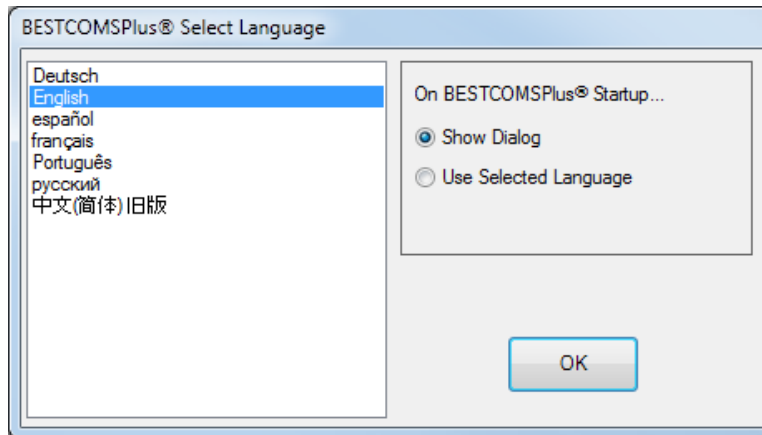 BESTCOMSPlus® Select Language
Deutsch
English
español
français
Português
русский
中文(简体) 旧版
On BESTCOMSPlus® Startup...
Show Dialog
Use Selected Language
OK